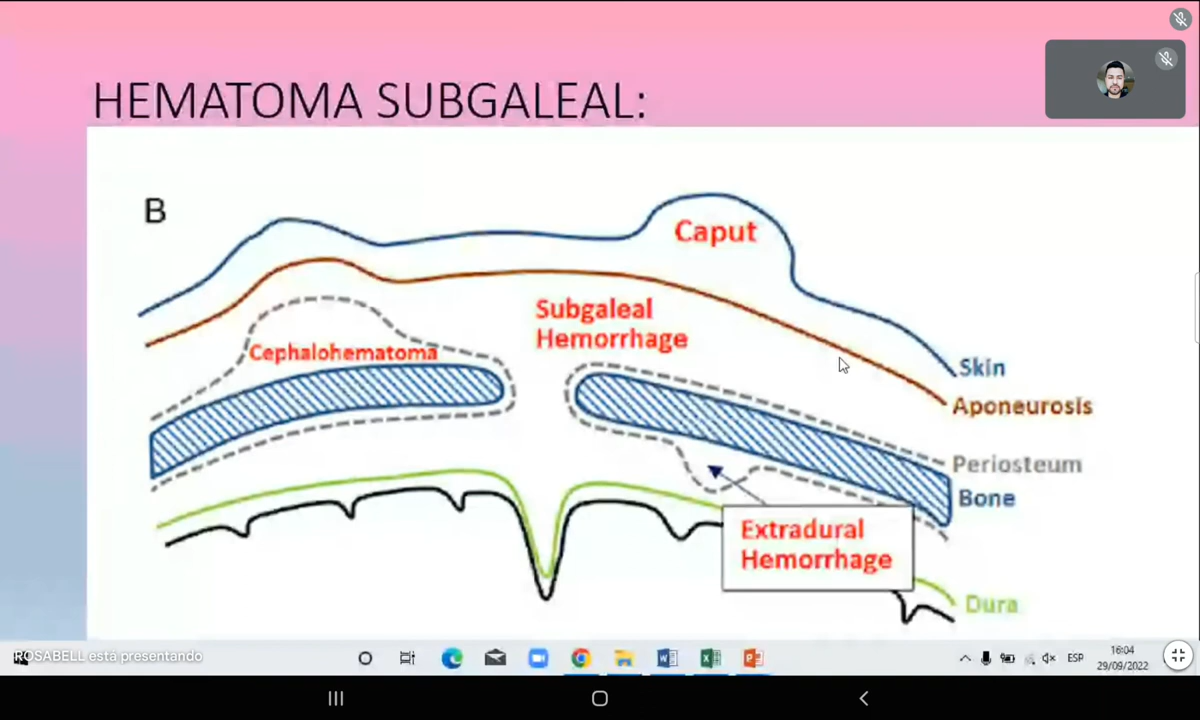 HEMATOMA SUBGALEAL:
B
Caput
Subgaleal
Hemorrhage
Cephalohematoma
Skin
Aponeurosis
Periosteum
Bone
Extradural
Hemorrhage
Dura
ROSABELL está presentando
ESP
16:04
29/09/2022